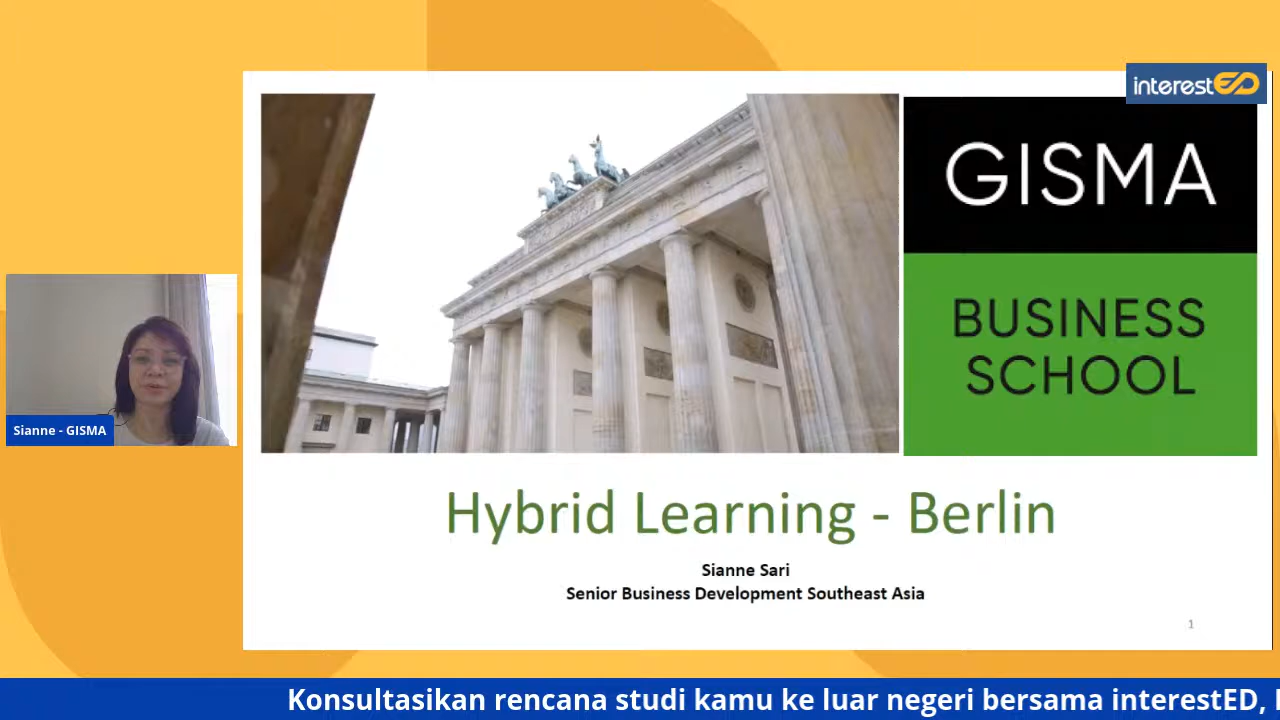 interestED
GISMA
BUSINESS
SCHOOL
Sianne - GISMA
Hybrid Learning - Berlin
Sianne Sari
Senior Business Development Southeast Asia
1
Konsultasikan rencana studi kamu ke luar negeri bersama interestED,